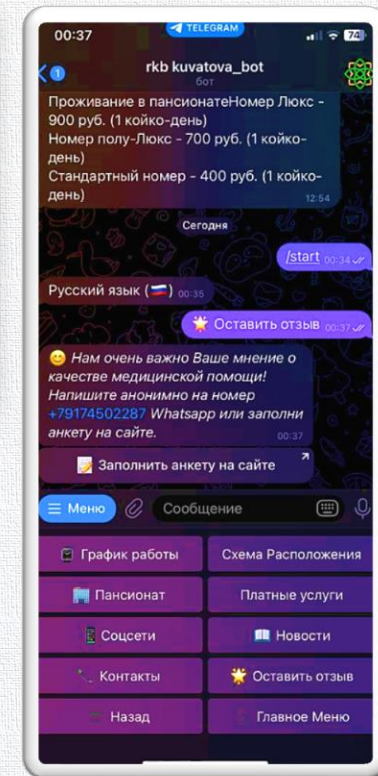 00:37
TELEGRAM
74
1
rkb kuvatova_bot
бот
Проживание в пансионатеНомер Люкс -
900 руб. (1 койко-день)
Номер полу-Люкс - 700 руб. (1 койко-
день)
Стандартный номер - 400 руб. (1 койко-
день)
12:54
Сегодня
/start 00:34
Русский язык (🇷🇺) 00:35
🌟 Оставить отзыв 00:37
😊 Нам очень важно Ваше мнение о
качестве медицинской помощи!
Напишите анонимно на номер
+79174502287 Whatsapp или заполни
анкету на сайте.
00:37
📝 Заполнить анкету на сайте
Меню
Сообщение
График работы
Схема Расположения
Пансионат
Платные услуги
Соцсети
Новости
Контакты
🌟 Оставить отзыв
Назад
Главное Меню